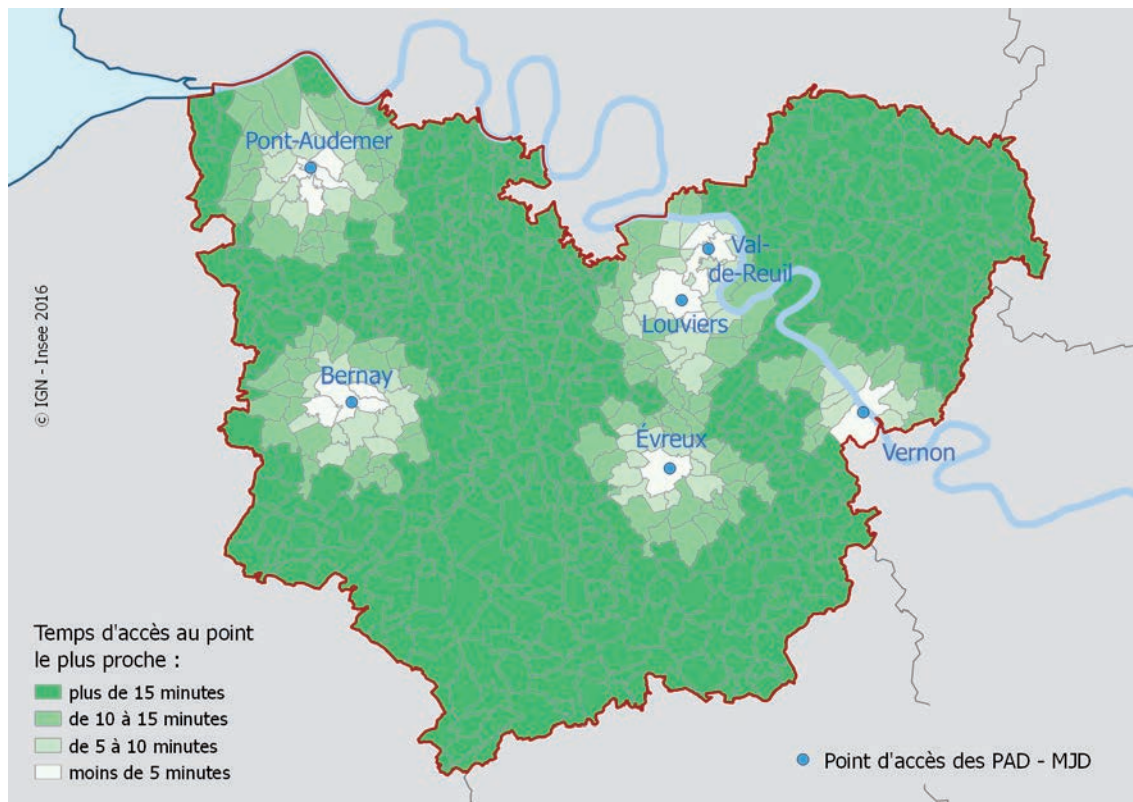 Pont-Audemer
Val-
de-Reuil
Louviers
Bernay
Évreux
Vernon
© IGN - Insee 2016
Temps d'accès au point
le plus proche :
plus de 15 minutes
de 10 à 15 minutes
de 5 à 10 minutes
moins de 5 minutes
Point d'accès des PAD - MJD